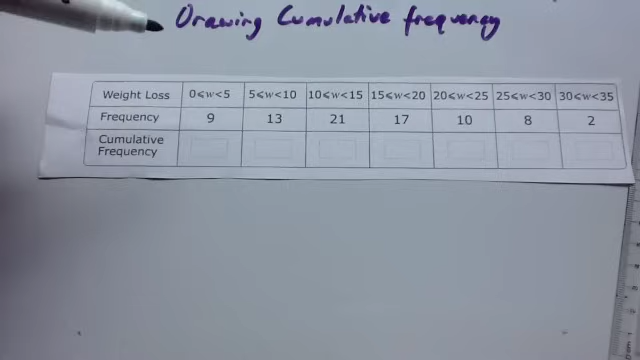 Drawing Cumulative frequency
Weight Loss 0⩽w<5 5⩽w<10 10⩽w<15 15⩽w<20 20⩽w<25 25⩽w<30 30⩽w<35
Frequency 9 13 21 17 10 8 2
Cumulative
Frequency